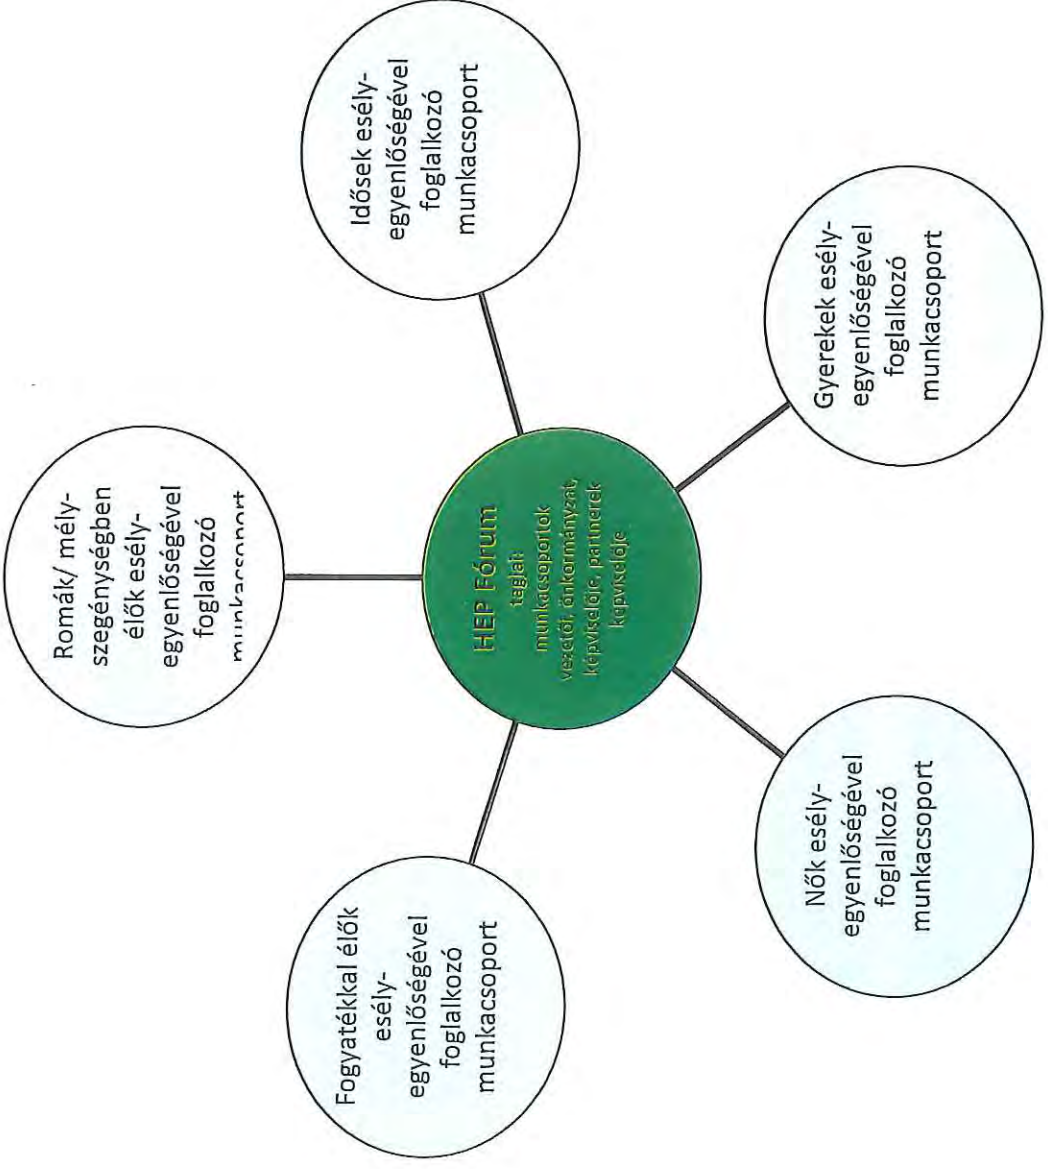 Romák/ mély-
szegénységben
élők esély-
egyenlőségével
foglalkozó
munkacsoport
Idősek esély-
egyenlőségével
foglalkozó
munkacsoport
Gyerekek esély-
egyenlőségével
foglalkozó
munkacsoport
Nők esély-
egyenlőségével
foglalkozó
munkacsoport
Fogyatékkal élők
esély-
egyenlőségével
foglalkozó
munkacsoport
HEP Fórum
tagjai:
munkacsoportok
vezetői, önkormányzat,
képviselője, partnerek
képviselője